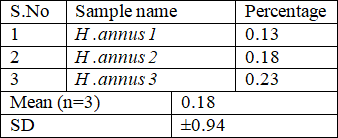 S.No Sample name Percentage
1 H .annus 1 0.13
2 H .annus 2 0.18
3 H .annus 3 0.23
Mean (n=3) 0.18
SD ±0.94